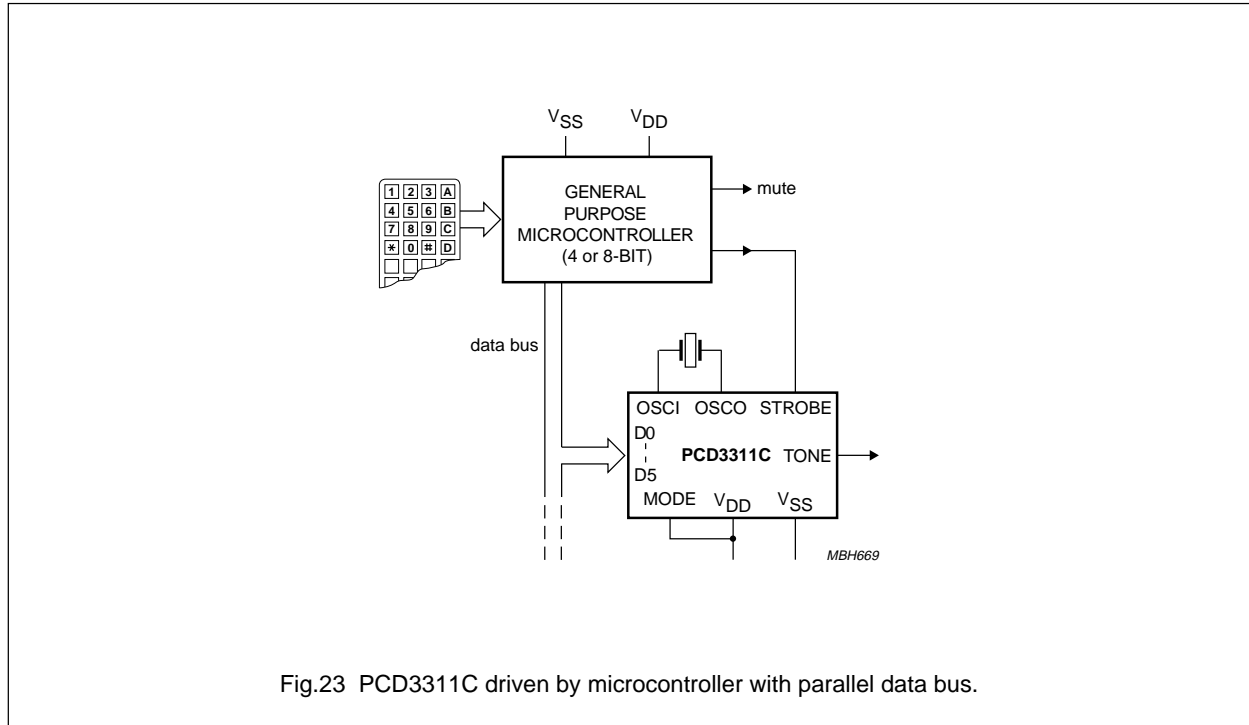 VSS VDD
1 2 3 A
4 5 6 B
7 8 9 C
* 0 # D
GENERAL
PURPOSE
MICROCONTROLLER
(4 or 8-BIT)
mute
data bus
OSCI OSCO STROBE
D0
D5
PCD3311C TONE
MODE VDD VSS
MBH669
Fig.23 PCD3311C driven by microcontroller with parallel data bus.